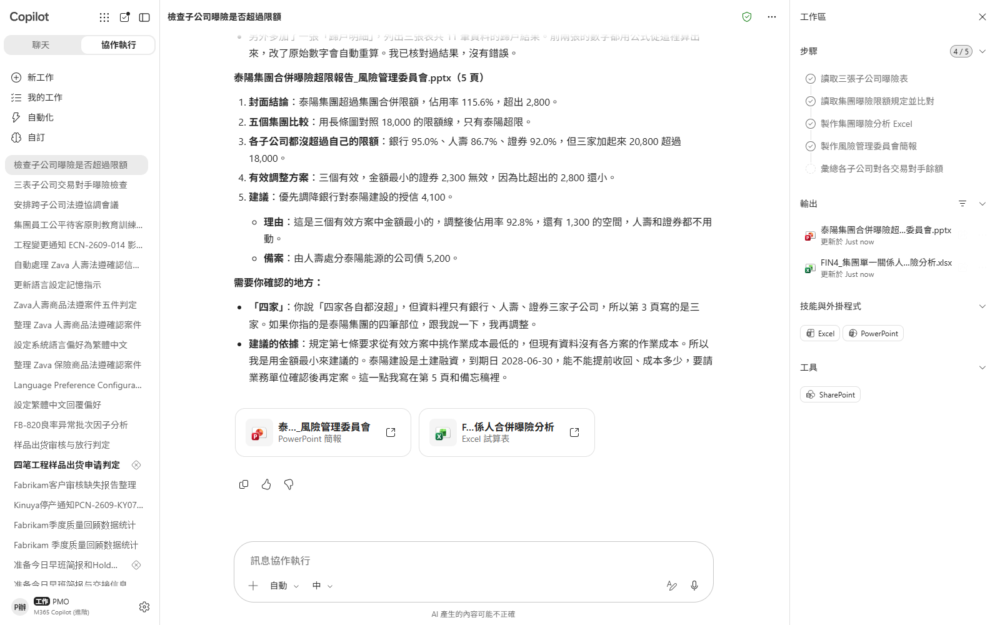 Copilot
聊天
協作執行
新工作
我的工作
自動化
自訂
檢查子公司曝險是否超過限額
三表子公司交易對手曝險檢查
安排跨子公司法遵協調會議
集團員工公平待客原則教育訓練...
工程變更通知 ECN-2609-014 影...
自動處理 Zava 人壽法遵確認信...
更新語言設定記憶指示
Zava人壽商品法遵案件五件判定
整理 Zava 人壽商品法遵確認案件
設定系統語言偏好為繁體中文
整理 Zava 保險商品法遵確認案件
Language Preference Configura...
設定繁體中文回覆偏好
FB-820良率异常批次因子分析
样品出货审核与放行判定
四笔工程样品出货申请判定
Fabrikam客户审核缺失报告整理
Kinuya停产通知PCN-2609-KY07...
Fabrikam季度质量回顾数据统计
Fabrikam 季度质量回顾数据统计
准备今日早班简报和Hold...
准备今日早班简报与交接信息
P辦
工作 PMO
M365 Copilot (進階)
檢查子公司曝險是否超過限額
另外多加了一張「歸戶明細」，列出三張表共 11 筆資料的歸戶結果。前兩張的數字都用公式從這裡算出
來，改了原始數字會自動重算。我已核對過結果，沒有錯誤。
泰陽集團合併曝險超限報告_風險管理委員會.pptx（5 頁）
1. 封面結論：泰陽集團超過集團合併限額，佔用率 115.6%，超出 2,800。
2. 五個集團比較：用長條圖對照 18,000 的限額線，只有泰陽超限。
3. 各子公司都沒超過自己的限額：銀行 95.0%、人壽 86.7%、證券 92.0%，但三家加起來 20,800 超過
18,000。
4. 有效調整方案：三個有效，金額最小的證券 2,300 無效，因為比超出的 2,800 還小。
5. 建議：優先調降銀行對泰陽建設的授信 4,100。
理由：這是三個有效方案中金額最小的，調整後佔用率 92.8%，還有 1,300 的空間，人壽和證券都不用
動。
備案：由人壽處分泰陽能源的公司債 5,200。
需要你確認的地方：
「四家」：你說「四家各自都沒超」，但資料裡只有銀行、人壽、證券三家子公司，所以第 3 頁寫的是三
家。如果你指的是泰陽集團的四筆部位，跟我說一下，我再調整。
建議的依據：規定第七條要求從有效方案中挑作業成本最低的，但現有資料沒有各方案的作業成本。所以
我是用金額最小來建議的。泰陽建設是土建融資，到期日 2028-06-30，能不能提前收回、成本多少，要請
業務單位確認後再定案。這一點我寫在第 5 頁和備忘稿裡。
泰..._風險管理委員會
PowerPoint 簡報
F...係人合併曝險分析
Excel 試算表
訊息協作執行
自動
中
AI 產生的內容可能不正確
工作區
步驟
4 / 5
讀取三張子公司曝險表
讀取集團曝險限額規定並比對
製作集團曝險分析 Excel
製作風險管理委員會簡報
彙總各子公司對各交易對手餘額
輸出
泰陽集團合併曝險超...委員會.pptx
更新於 Just now
FIN4_集團單一關係人...險分析.xlsx
更新於 Just now
技能與外掛程式
Excel
PowerPoint
工具
SharePoint